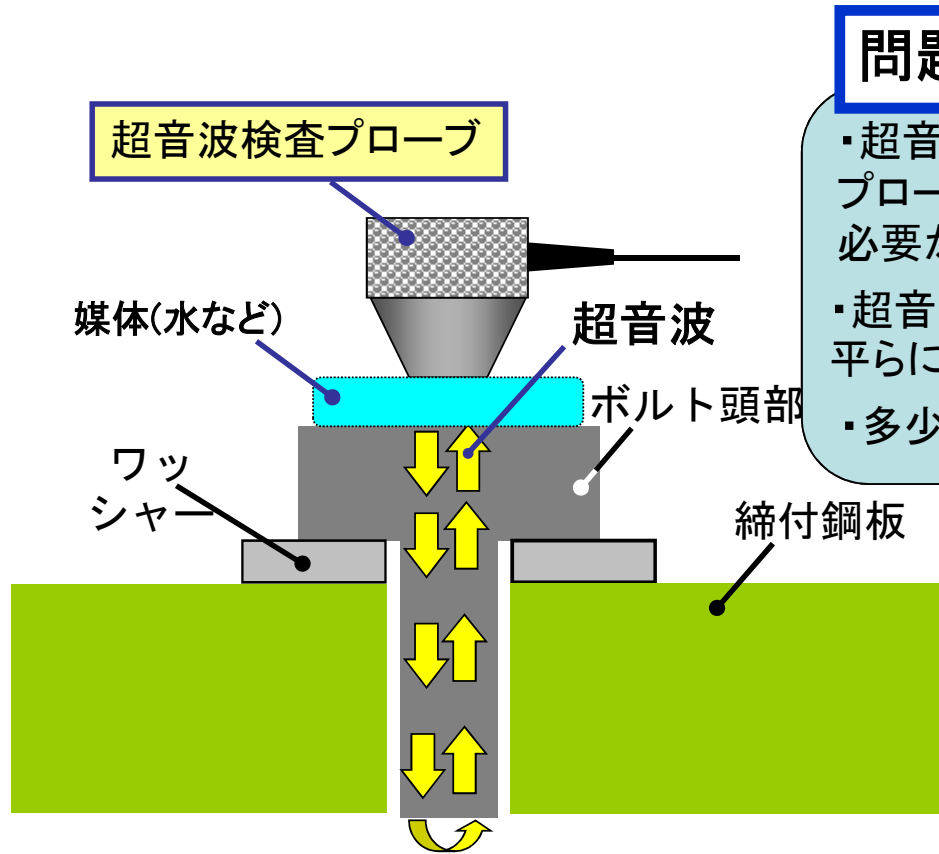 問題
超音波検査プローブ
・超音
プロー
必要か
媒体(水など)
超音波
・超音
平らに
ボルト頭部
・多少
ワッ
シャー
締付鋼板